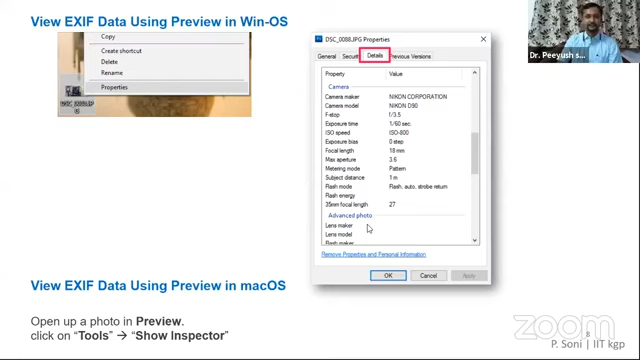 View EXIF Data Using Preview in Win-OS
Copy
Create shortcut
Delete
Rename
Properties
DSC_0088.JPG Properties
General Security Details Previous Versions
Property Value
Camera
Camera maker NIKON CORPORATION
Camera model NIKON D90
F-stop f/3.5
Exposure time 1/60 sec.
ISO speed ISO-800
Exposure bias 0 step
Focal length 18 mm
Max aperture 3.6
Metering mode Pattern
Subject distance 1 m
Flash mode Flash, auto, strobe return
Flash energy
35mm focal length 27
Advanced photo
Lens maker
Lens model
Flash maker
Remove Properties and Personal Information
OK Cancel Apply
Dr. Peeyush s...
View EXIF Data Using Preview in macOS
Open up a photo in Preview.
click on “Tools” → “Show Inspector”
8
zoom
P. Soni | IIT kgp